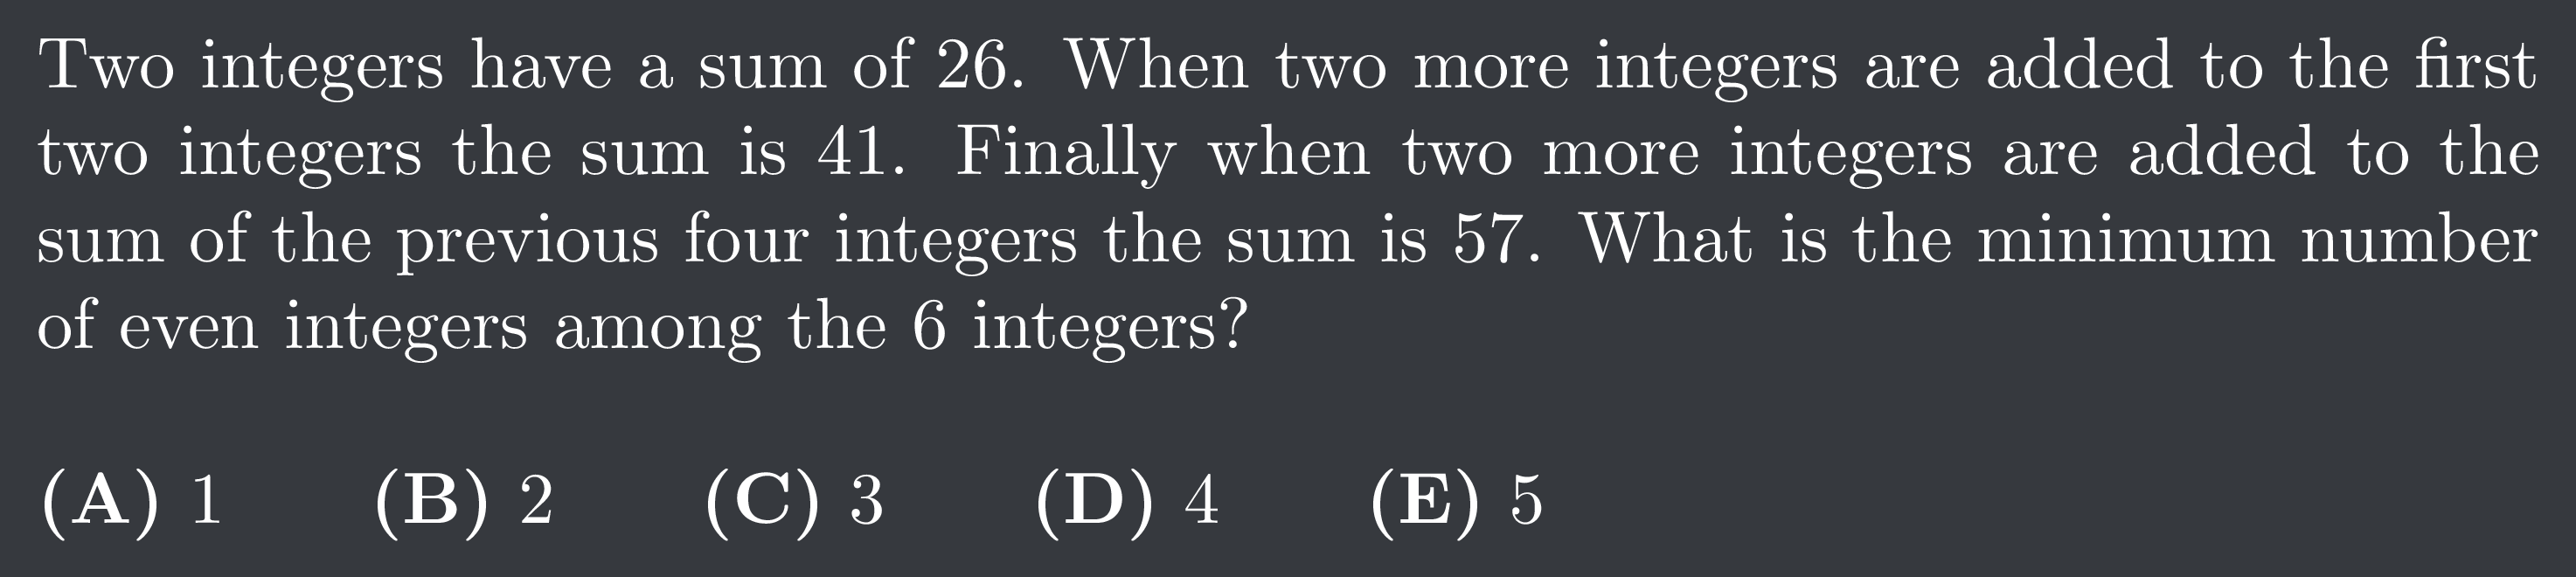 Two integers have a sum of 26. When two more integers are added to the first
two integers the sum is 41. Finally when two more integers are added to the
sum of the previous four integers the sum is 57. What is the minimum number
of even integers among the 6 integers?
(A) 1 (B) 2 (C) 3 (D) 4 (E) 5